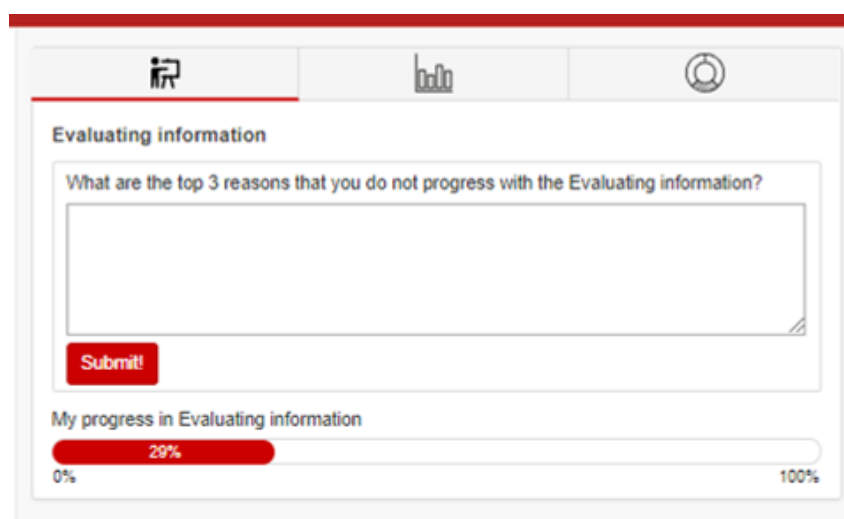 Evaluating information
What are the top 3 reasons that you do not progress with the Evaluating information?
Submit!
My progress in Evaluating information
29%
0% 100%